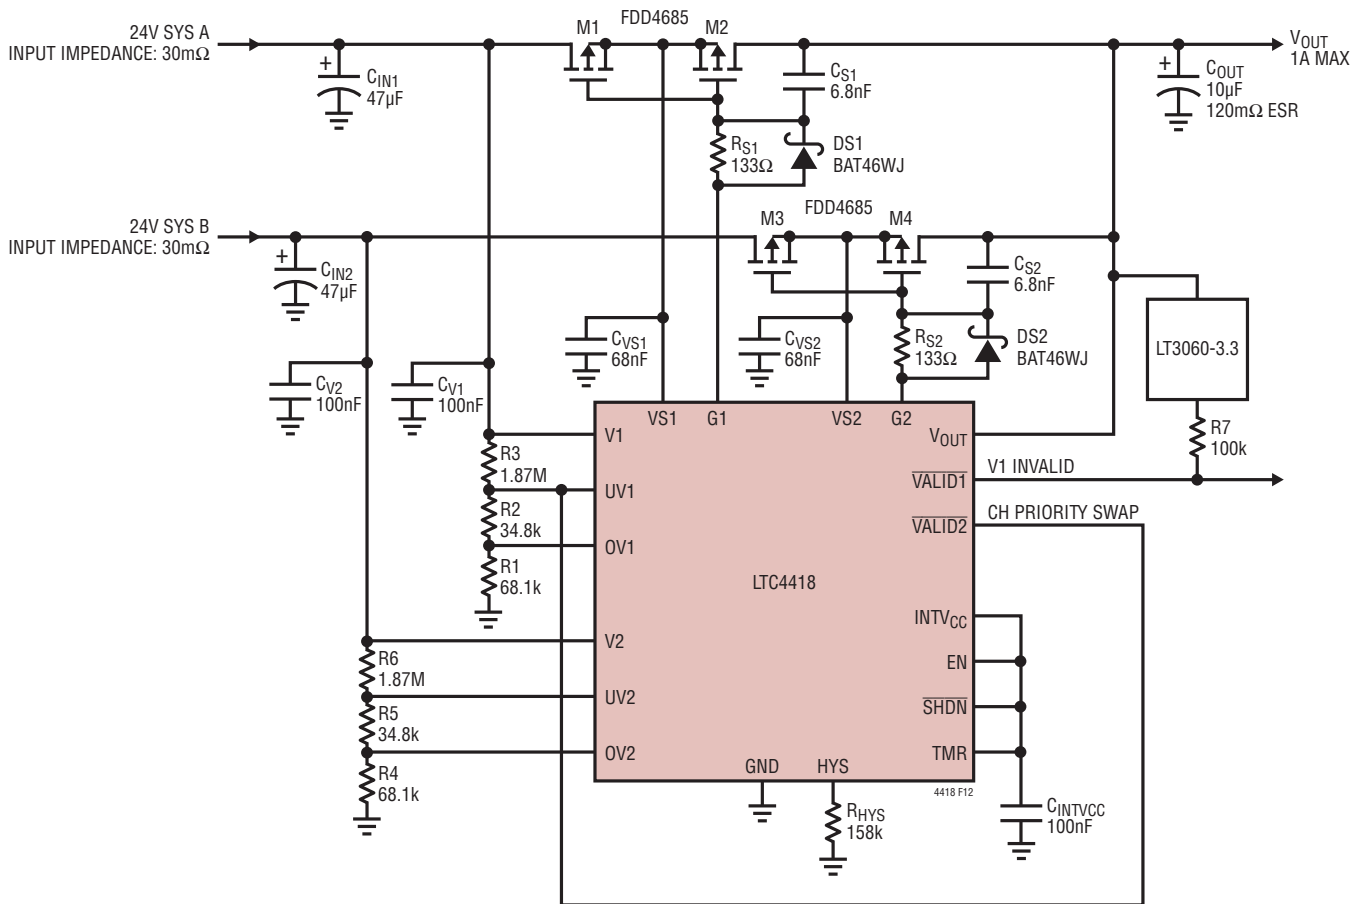 24V SYS A
INPUT IMPEDANCE: 30mΩ
+
CIN1
47µF
M1
FDD4685
M2
CS1
6.8nF
RS1
133Ω
DS1
BAT46WJ
VOUT
1A MAX
+
COUT
10µF
120mΩ ESR
24V SYS B
INPUT IMPEDANCE: 30mΩ
+
CIN2
47µF
M3
FDD4685
M4
CS2
6.8nF
RS2
133Ω
DS2
BAT46WJ
LT3060-3.3
CVS1
68nF
CVS2
68nF
CV2
100nF
CV1
100nF
R7
100k
VS1
G1
VS2
G2
V1
VOUT
R3
1.87M
V1 INVALID
UV1
VALID1
R2
34.8k
CH PRIORITY SWAP
VALID2
OV1
R1
68.1k
LTC4418
INTVCC
V2
R6
1.87M
EN
UV2
SHDN
R5
34.8k
OV2
TMR
R4
68.1k
GND
HYS
4418 F12
RHYS
158k
CINTVCC
100nF